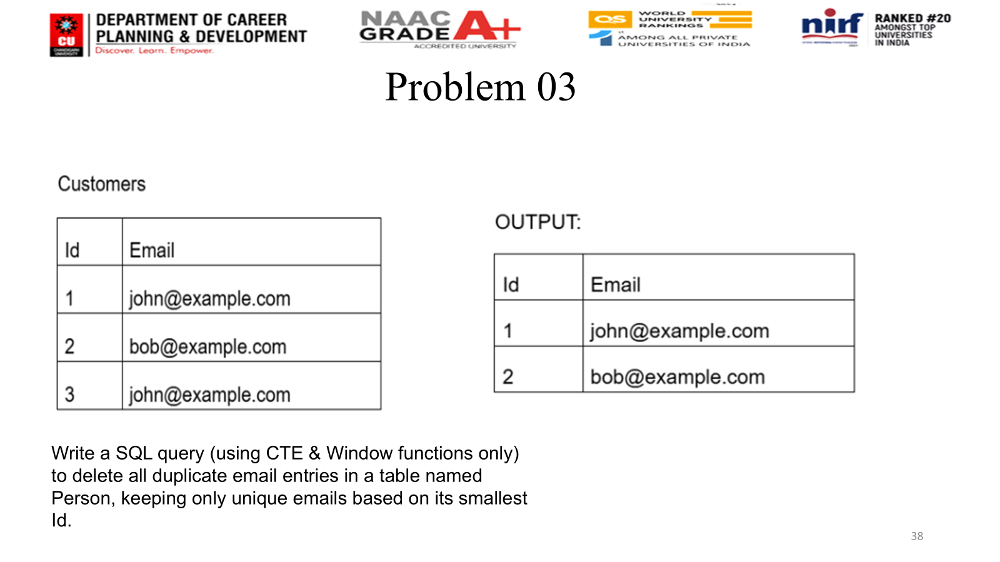 DEPARTMENT OF CAREER
PLANNING & DEVELOPMENT
Discover. Learn. Empower.
CU
CHANDIGARH
UNIVERSITY
NAAC
GRADE A+
ACCREDITED UNIVERSITY
QS WORLD
UNIVERSITY
RANKINGS
1st AMONG ALL PRIVATE
UNIVERSITIES OF INDIA
nirf
RANKED #20
AMONGST TOP
UNIVERSITIES
IN INDIA
Problem 03
Customers
Id Email
1 john@example.com
2 bob@example.com
3 john@example.com
OUTPUT:
Id Email
1 john@example.com
2 bob@example.com
Write a SQL query (using CTE & Window functions only)
to delete all duplicate email entries in a table named
Person, keeping only unique emails based on its smallest
Id.
38